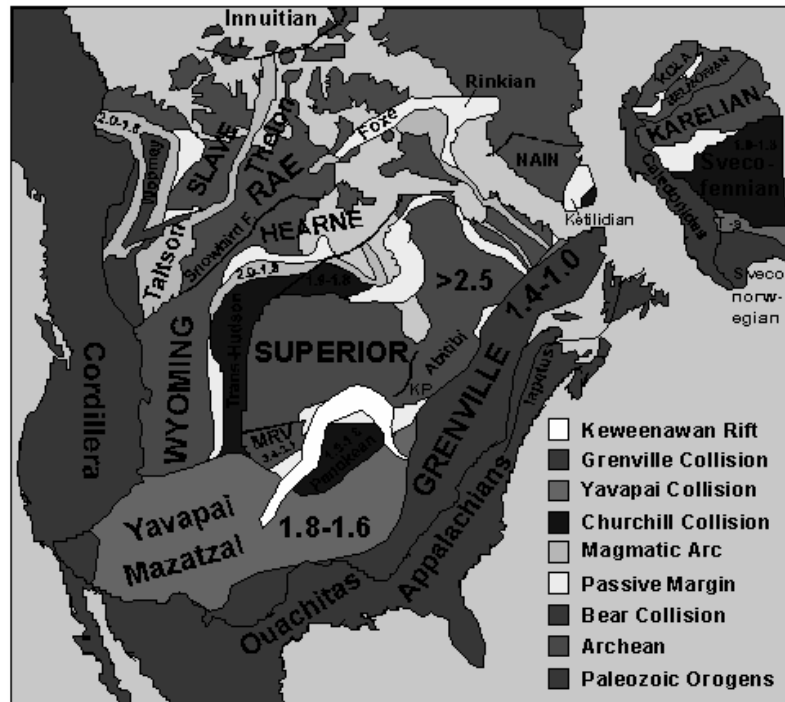 Innuitian
Rinkian
KOLA
BELMORIAN
KARELIAN
1.9-1.8
Sveco-
fennian
Caledonides
Sveco
norw-
egian
2.0-1.8
Wopmay
SLAVE
Thelon
Foxe
RAE
NAIN
Ketilidian
Taltson
Snowbird F.
HEARNE
2.0-1.8
1.9-1.8
>2.5
1.4-1.0
Cordillera
WYOMING
Trans-Hudson
SUPERIOR
Abitibi
KP
GRENVILLE
Iapetus
MRV
Penokean
Yavapai
Mazatzal
1.8-1.6
Ouachitas
Appalachians
Keweenawan Rift
Grenville Collision
Yavapai Collision
Churchill Collision
Magmatic Arc
Passive Margin
Bear Collision
Archean
Paleozoic Orogens